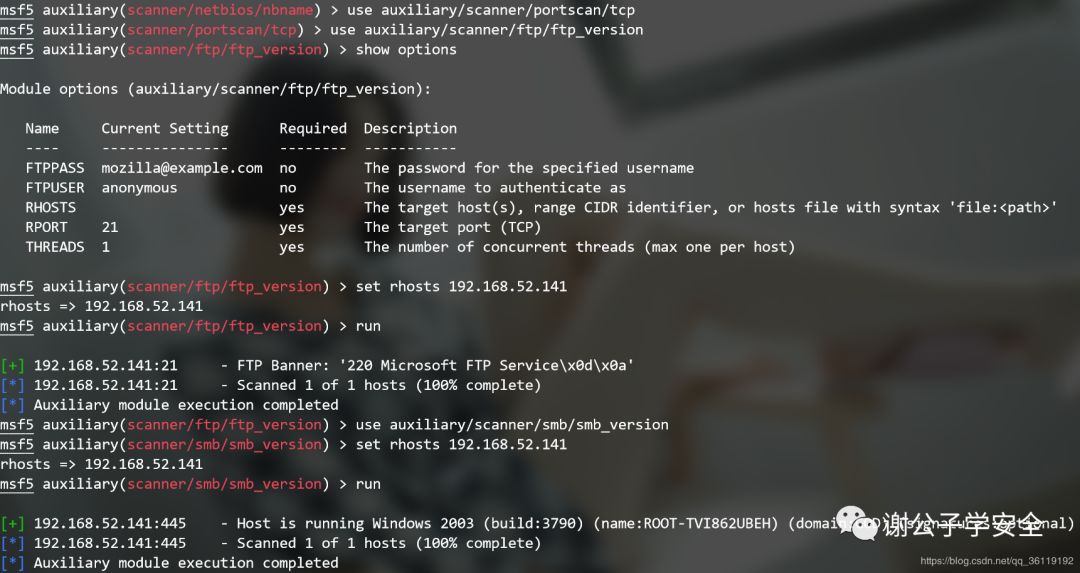 msf5 auxiliary(scanner/netbios/nbname) > use auxiliary/scanner/portscan/tcp
msf5 auxiliary(scanner/portscan/tcp) > use auxiliary/scanner/ftp/ftp_version
msf5 auxiliary(scanner/ftp/ftp_version) > show options
Module options (auxiliary/scanner/ftp/ftp_version):
Name Current Setting Required Description
---- --------------- -------- -----------
FTPPASS mozilla@example.com no The password for the specified username
FTPUSER anonymous no The username to authenticate as
RHOSTS yes The target host(s), range CIDR identifier, or hosts file with syntax 'file:<path>'
RPORT 21 yes The target port (TCP)
THREADS 1 yes The number of concurrent threads (max one per host)
msf5 auxiliary(scanner/ftp/ftp_version) > set rhosts 192.168.52.141
rhosts => 192.168.52.141
msf5 auxiliary(scanner/ftp/ftp_version) > run
[+] 192.168.52.141:21 - FTP Banner: '220 Microsoft FTP Service\x0d\x0a'
[*] 192.168.52.141:21 - Scanned 1 of 1 hosts (100% complete)
[*] Auxiliary module execution completed
msf5 auxiliary(scanner/ftp/ftp_version) > use auxiliary/scanner/smb/smb_version
msf5 auxiliary(scanner/smb/smb_version) > set rhosts 192.168.52.141
rhosts => 192.168.52.141
msf5 auxiliary(scanner/smb/smb_version) > run
[+] 192.168.52.141:445 - Host is running Windows 2003 (build:3790) (name:ROOT-TVI862UBEH)
[*] 192.168.52.141:445 - Scanned 1 of 1 hosts (100% complete)
[*] Auxiliary module execution completed
谢公子学安全
https://blog.csdn.net/qq_36119192